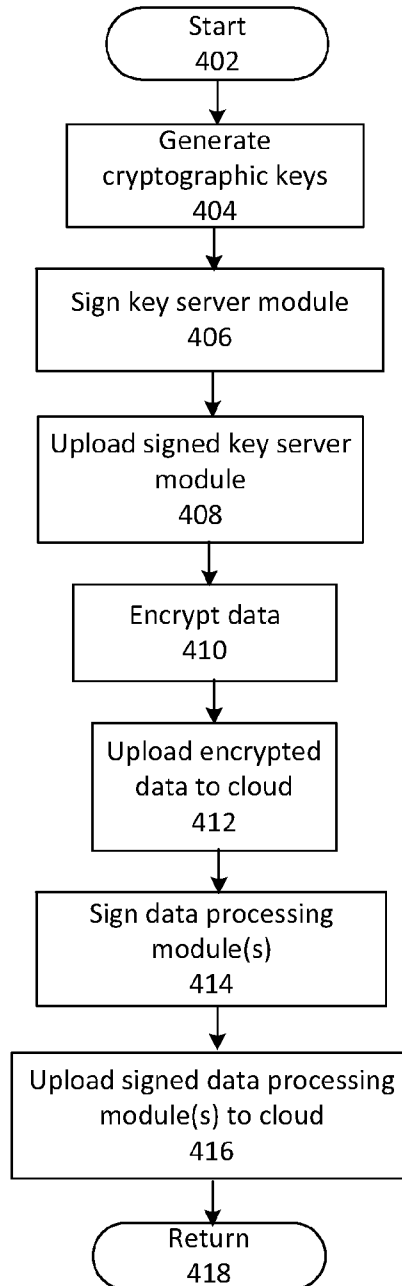 Start
402
Generate
cryptographic keys
404
Sign key server module
406
Upload signed key server
module
408
Encrypt data
410
Upload encrypted
data to cloud
412
Sign data processing
module(s)
414
Upload signed data processing
module(s) to cloud
416
Return
418